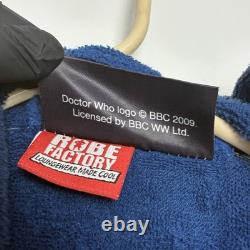 Doctor Who logo © BBC 2009.
Licensed by BBC WW Ltd.
ROBE
FACTORY
LOUNGEWEAR MADE COOL